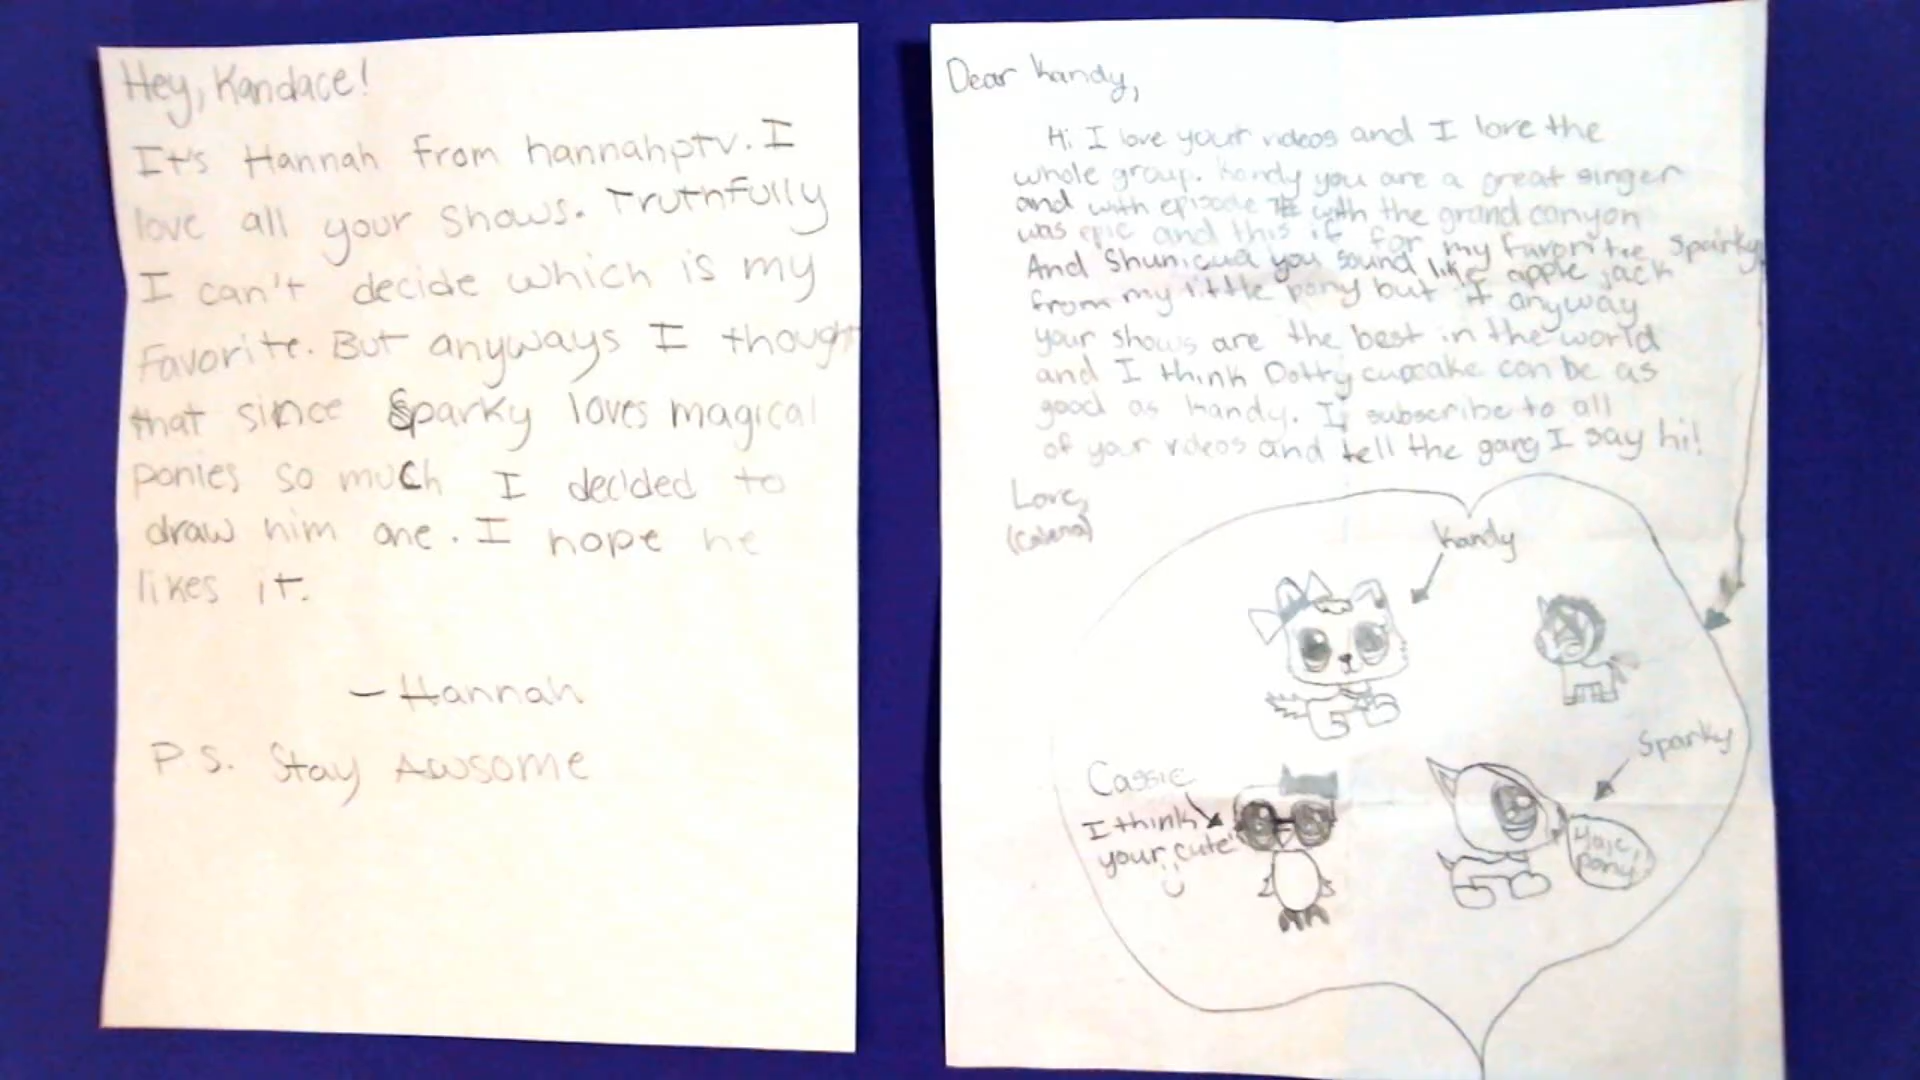 Hey, Kandace!
It's Hannah from hannahptv. I
love all your shows. Truthfully
I can't decide which is my
favorite. But anyways I thought
that since Sparky loves magical
ponies so much I decided to
draw him one. I hope he
likes it.
- Hannah
P.S. Stay Awsome
Dear Kandy,
Hi I love your videos and I love the
whole group. Kandy you are a great singer
and with episode with the grand canyon
was epic and this if for my favoritee Sparky
And Shunicua you sound like apple jack
from my little pony but anyway
your shows are the best in the world
and I think Dotty cupcake can be as
good as Kandy. I subscribe to all
of your videos and tell the gang I say hi!
Love,
Kandy
Sparky
Cassie
I think
your cute
pony!